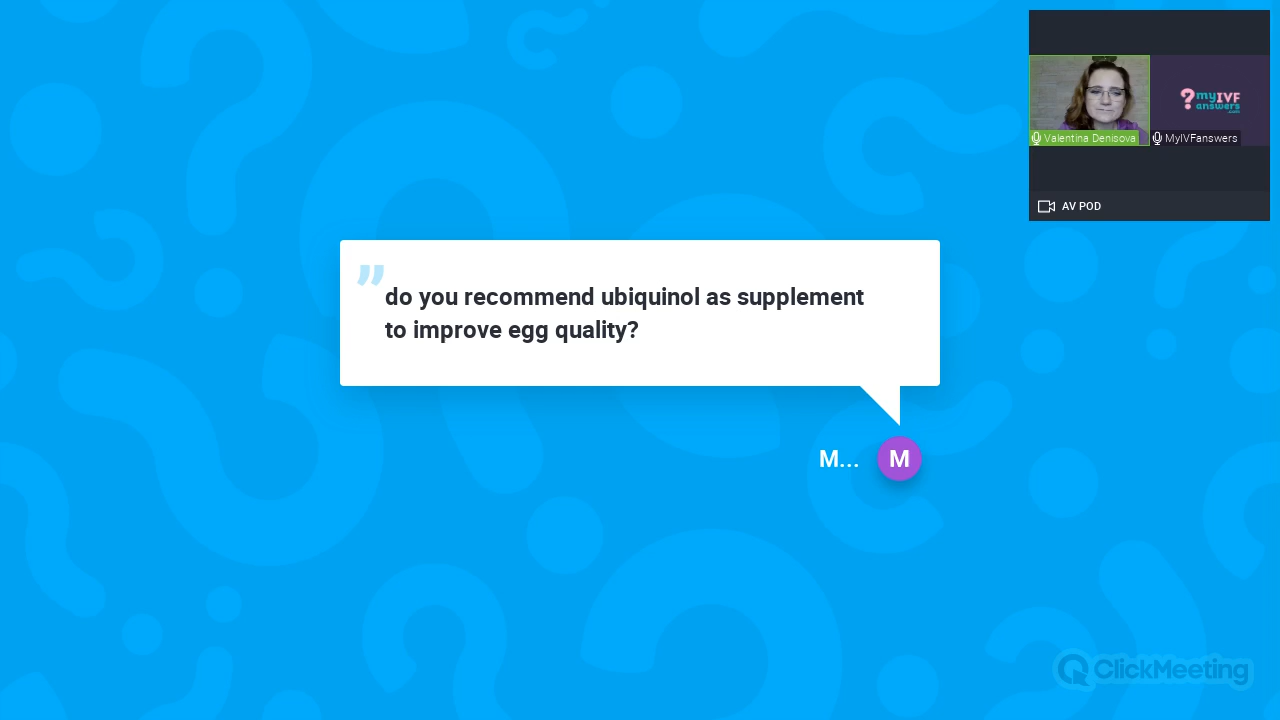 myIVF
answers
.com
Valentina Denisova
MyIVFanswers
AV POD
do you recommend ubiquinol as supplement
to improve egg quality?
M...
M
ClickMeeting